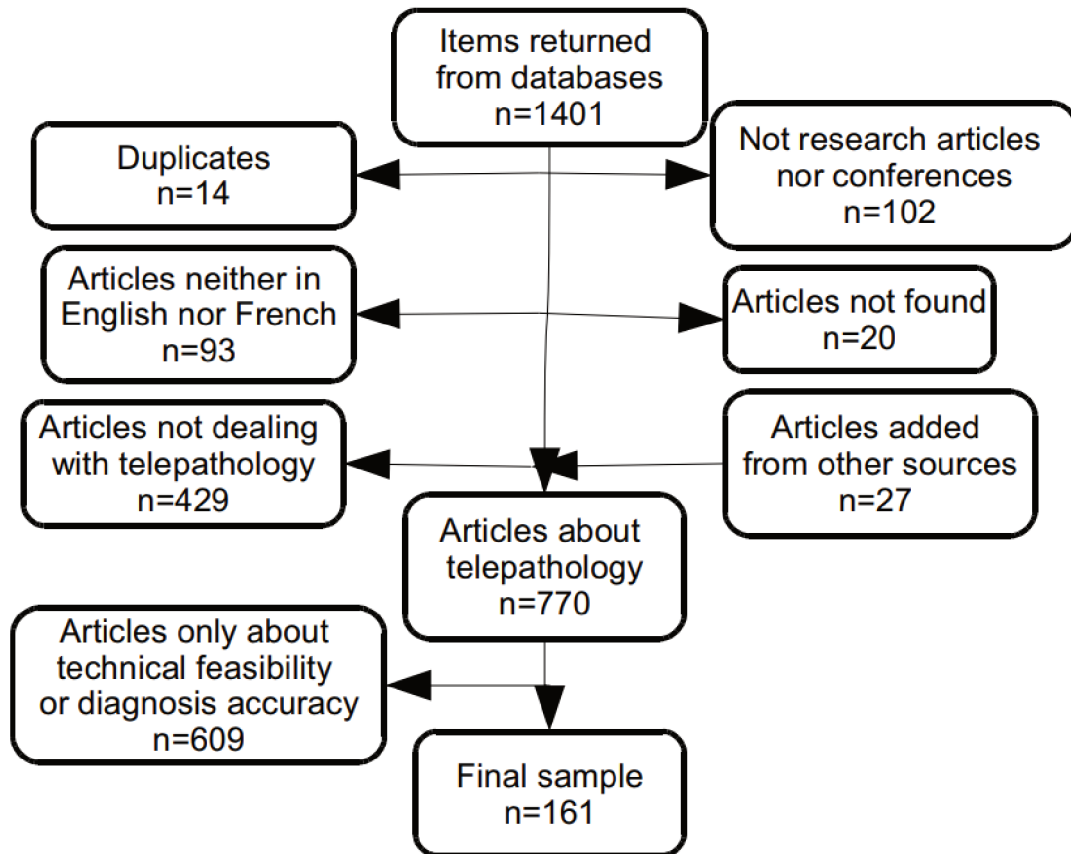 Items returned
from databases
n=1401
Duplicates
n=14
Not research articles
nor conferences
n=102
Articles neither in
English nor French
n=93
Articles not found
n=20
Articles not dealing
with telepathology
n=429
Articles added
from other sources
n=27
Articles about
telepathology
n=770
Articles only about
technical feasibility
or diagnosis accuracy
n=609
Final sample
n=161